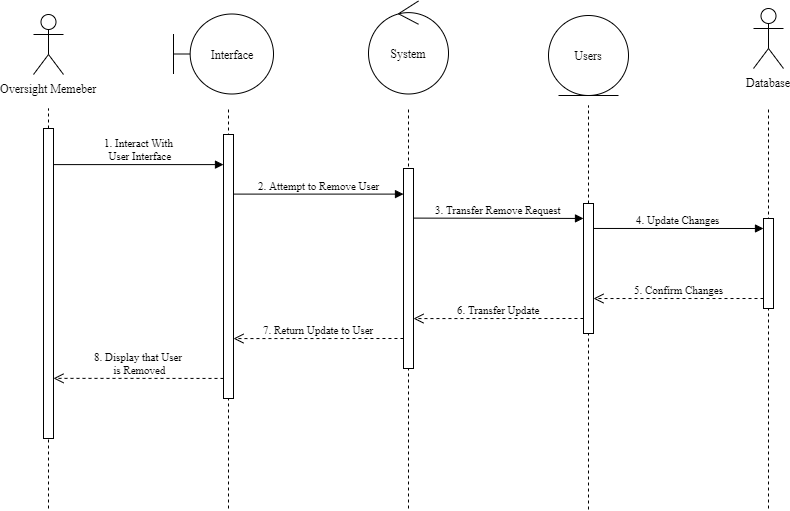 Oversight Memeber
Interface
System
Users
Database
1. Interact With
User Interface
2. Attempt to Remove User
3. Transfer Remove Request
4. Update Changes
5. Confirm Changes
6. Transfer Update
7. Return Update to User
8. Display that User
is Removed